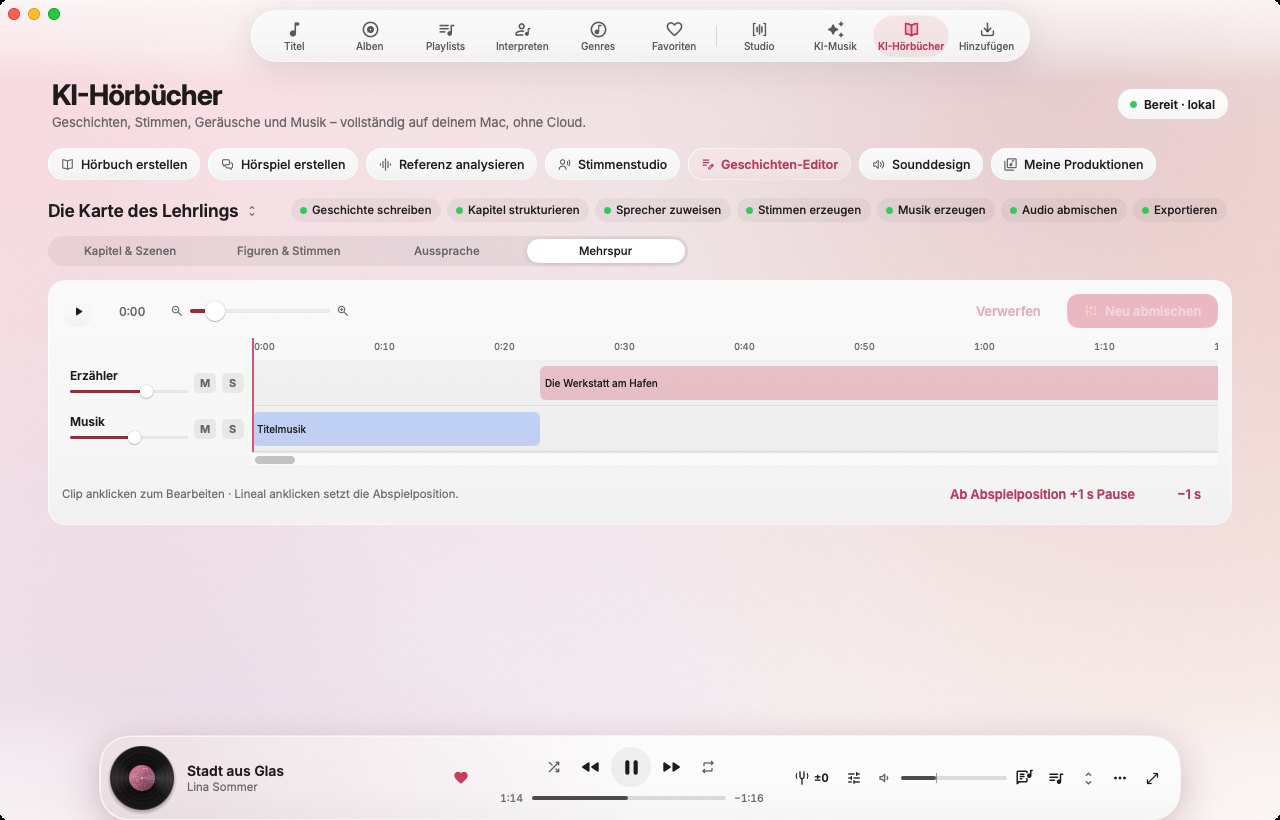 Titel
Alben
Playlists
Interpreten
Genres
Favoriten
Studio
KI-Musik
KI-Hörbücher
Hinzufügen
KI-Hörbücher
Geschichten, Stimmen, Geräusche und Musik – vollständig auf deinem Mac, ohne Cloud.
Bereit · lokal
Hörbuch erstellen
Hörspiel erstellen
Referenz analysieren
Stimmenstudio
Geschichten-Editor
Sounddesign
Meine Produktionen
Die Karte des Lehrlings
Geschichte schreiben
Kapitel strukturieren
Sprecher zuweisen
Stimmen erzeugen
Musik erzeugen
Audio abmischen
Exportieren
Kapitel & Szenen
Figuren & Stimmen
Aussprache
Mehrspur
0:00
Verwerfen
Neu abmischen
0:00 0:10 0:20 0:30 0:40 0:50 1:00 1:10 1
Erzähler
M S
Die Werkstatt am Hafen
Musik
M S
Titelmusik
Clip anklicken zum Bearbeiten · Lineal anklicken setzt die Abspielposition.
Ab Abspielposition +1 s Pause
−1 s
Stadt aus Glas
Lina Sommer
1:14
−1:16
±0